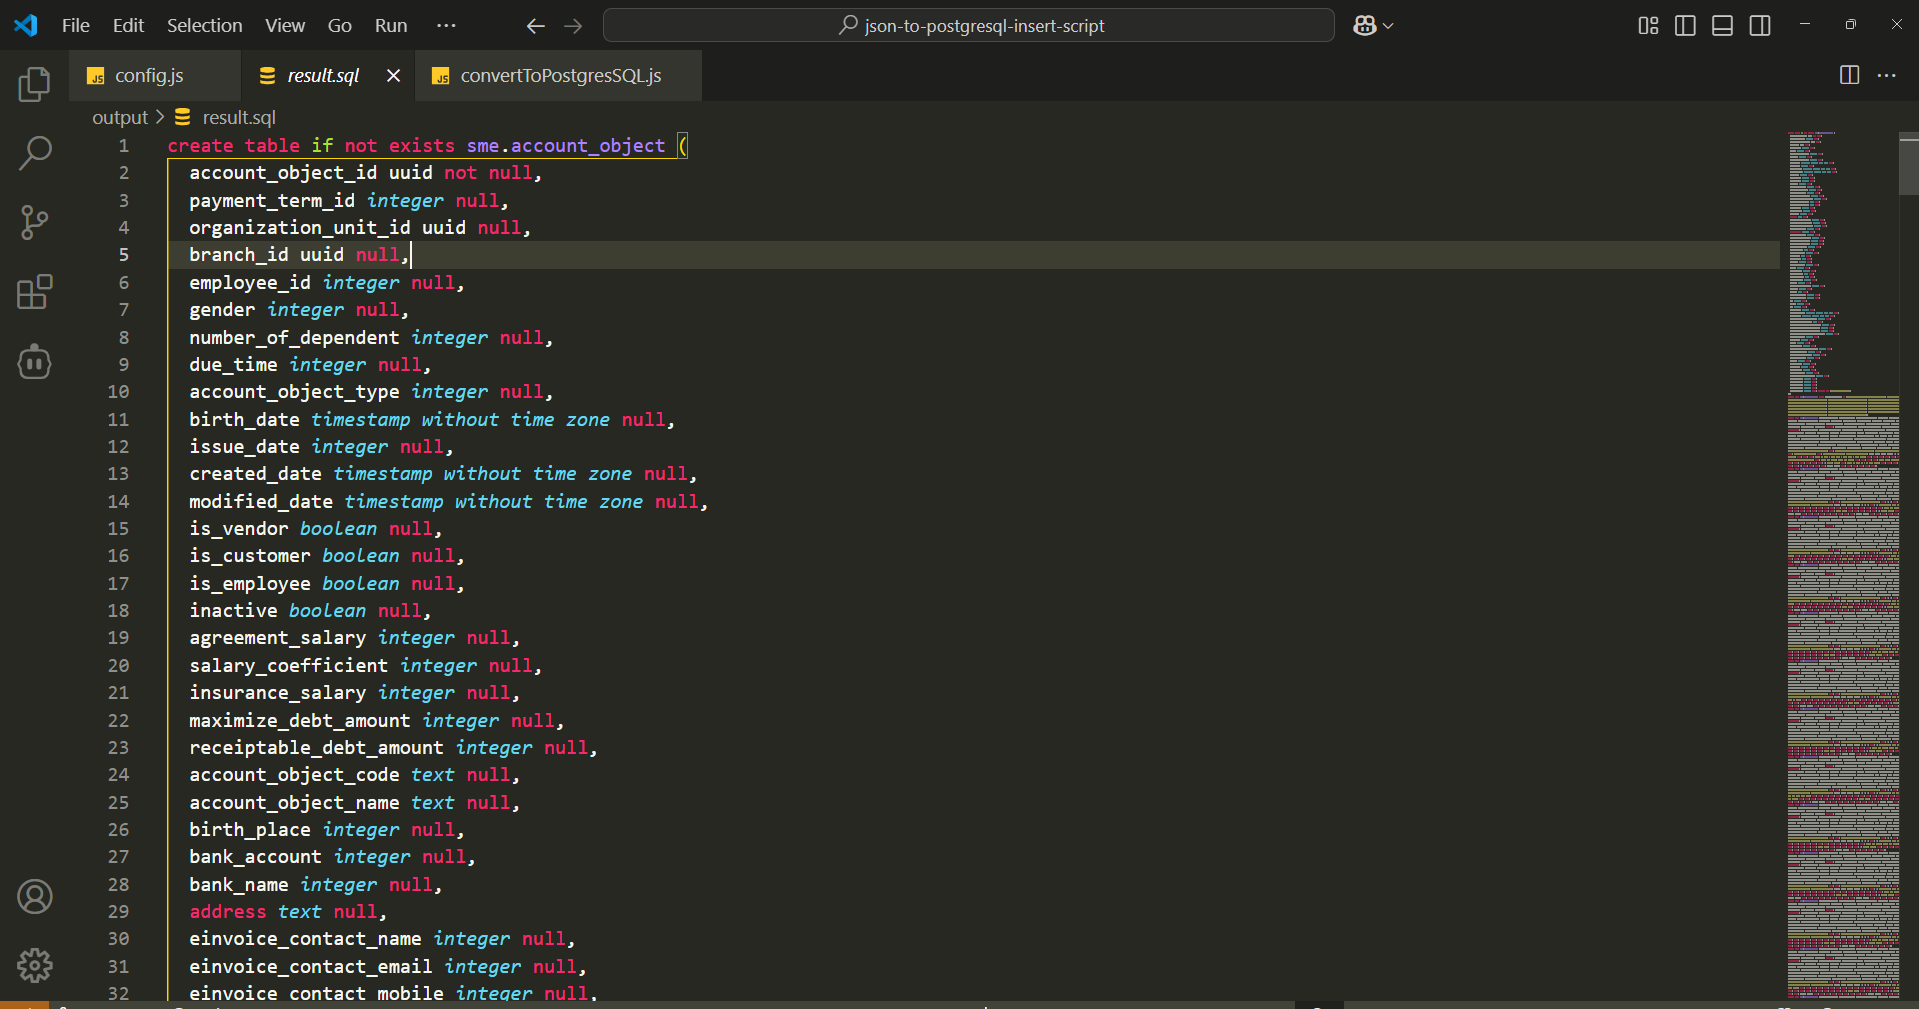 File Edit Selection View Go Run ···
json-to-postgresql-insert-script
JS config.js
result.sql
JS convertToPostgresSQL.js
output > result.sql
1 create table if not exists sme.account_object (
2 account_object_id uuid not null,
3 payment_term_id integer null,
4 organization_unit_id uuid null,
5 branch_id uuid null,
6 employee_id integer null,
7 gender integer null,
8 number_of_dependent integer null,
9 due_time integer null,
10 account_object_type integer null,
11 birth_date timestamp without time zone null,
12 issue_date integer null,
13 created_date timestamp without time zone null,
14 modified_date timestamp without time zone null,
15 is_vendor boolean null,
16 is_customer boolean null,
17 is_employee boolean null,
18 inactive boolean null,
19 agreement_salary integer null,
20 salary_coefficient integer null,
21 insurance_salary integer null,
22 maximize_debt_amount integer null,
23 receiptable_debt_amount integer null,
24 account_object_code text null,
25 account_object_name text null,
26 birth_place integer null,
27 bank_account integer null,
28 bank_name integer null,
29 address text null,
30 einvoice_contact_name integer null,
31 einvoice_contact_email integer null,
32 einvoice_contact_mobile integer null,